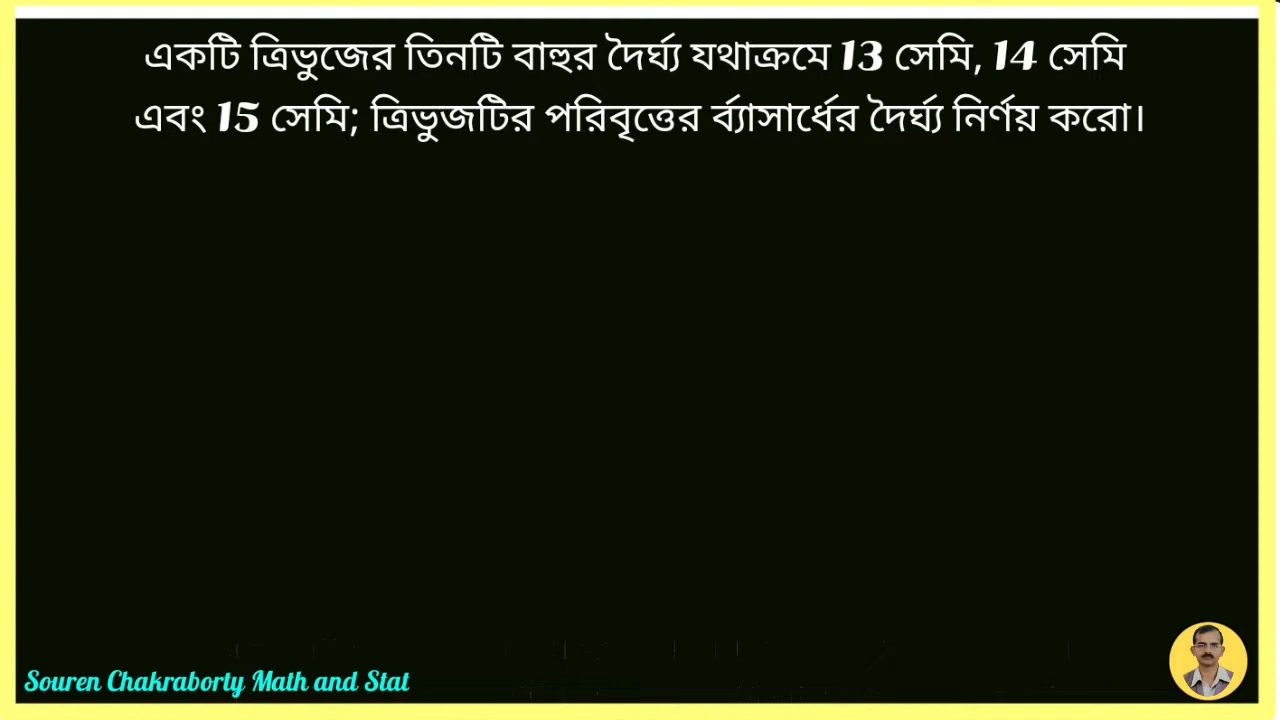 একটি ত্রিভুজের তিনটি বাহুর দৈর্ঘ্য যথাক্রমে 13 সেমি, 14 সেমি
এবং 15 সেমি; ত্রিভুজটির পরিবৃত্তের র্ব্যাসার্ধের দৈর্ঘ্য নির্ণয় করো।
Souren Chakraborty Math and Stat